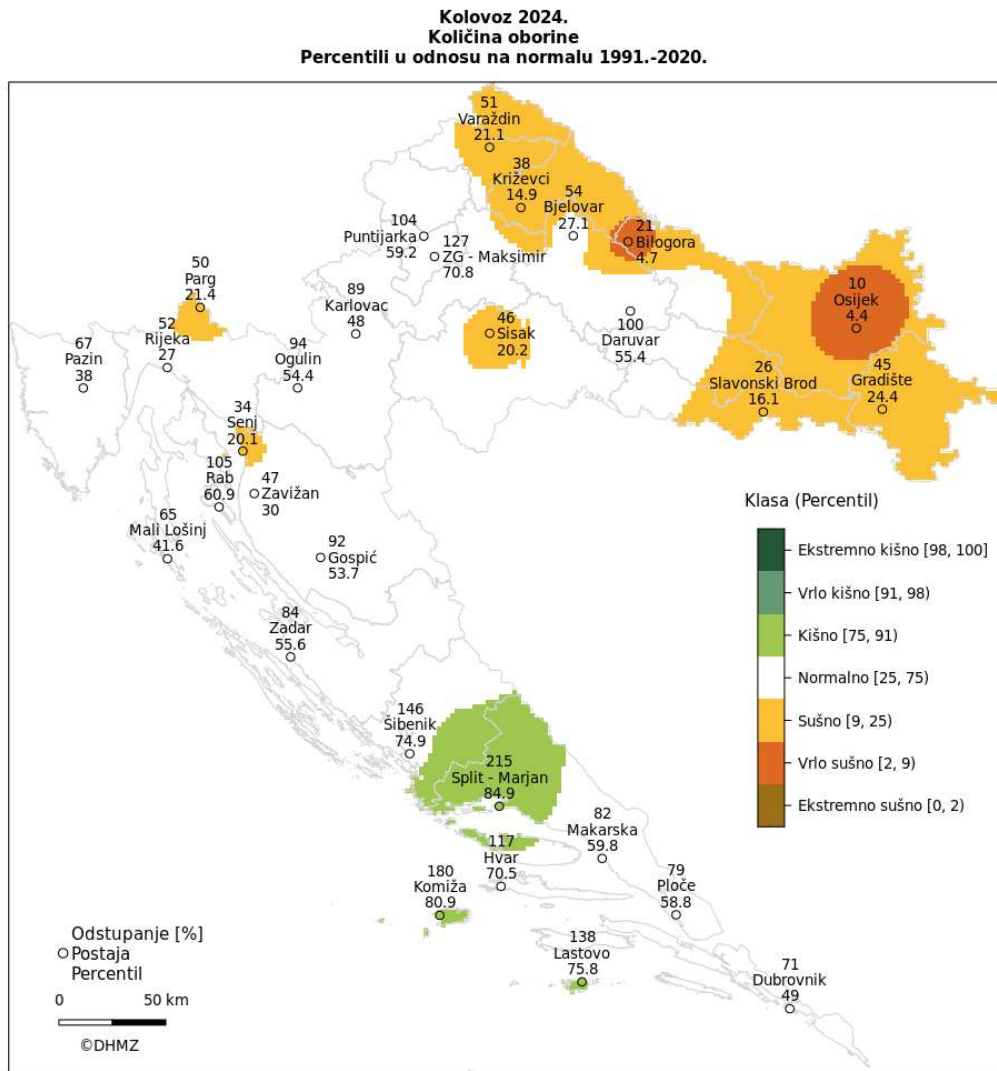 Kolovoz 2024.
Količina oborine
Percentili u odnosu na normalu 1991.-2020.
51
Varaždin
21.1
38
Križevci
14.9
54
Bjelovar
27.1
21
Bilogora
4.7
104
Puntijarka
59.2
127
ZG - Maksimir
70.8
50
Parg
21.4
89
Karlovac
48
10
Osijek
4.4
52
Rijeka
27
46
Sisak
20.2
100
Daruvar
55.4
67
Pazin
38
94
Ogulin
54.4
26
Slavonski Brod
16.1
45
Gradište
24.4
34
Senj
20.1
105
Rab
60.9
47
Zavižan
30
65
Mali Lošinj
41.6
92
Gospić
53.7
84
Zadar
55.6
146
Šibenik
74.9
215
Split - Marjan
84.9
82
Makarska
59.8
117
Hvar
70.5
180
Komiža
80.9
79
Ploče
58.8
138
Lastovo
75.8
71
Dubrovnik
49
Klasa (Percentil)
Ekstremno kišno [98, 100]
Vrlo kišno [91, 98)
Kišno [75, 91)
Normalno [25, 75)
Sušno [9, 25)
Vrlo sušno [2, 9)
Ekstremno sušno [0, 2)
Odstupanje [%]
Postaja
Percentil
0 50 km
©DHMZ